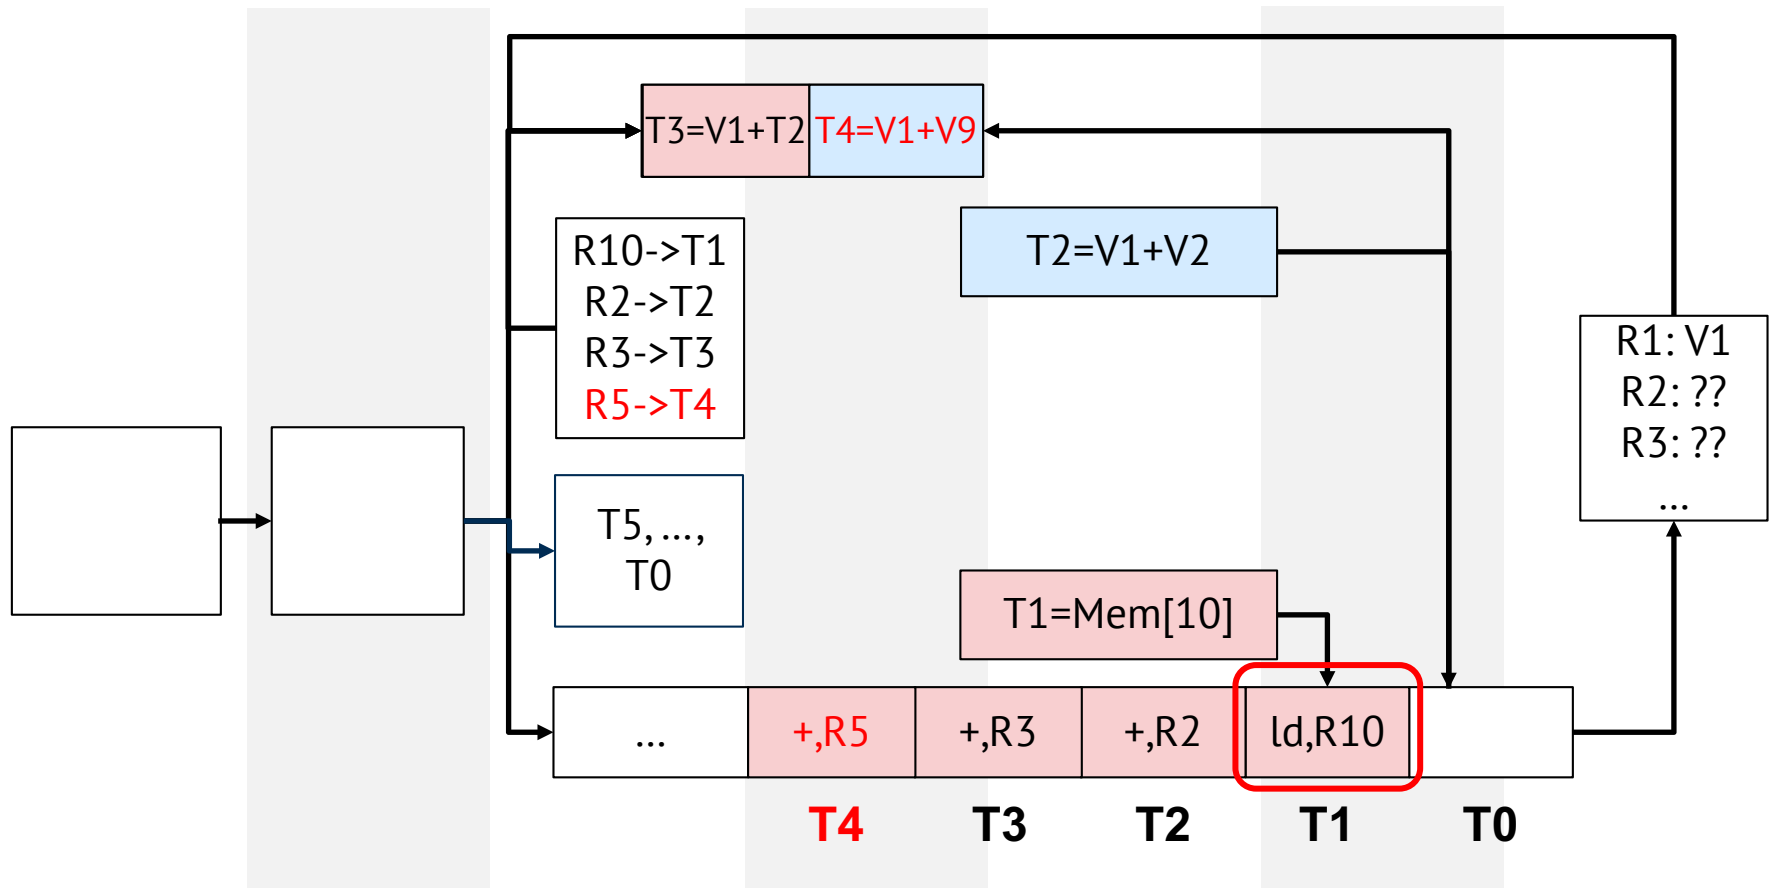 T3=V1+T2 T4=V1+V9
R10->T1
R2->T2
R3->T3
R5->T4
T2=V1+V2
R1: V1
R2: ??
R3: ??
...
T5, ...,
T0
T1=Mem[10]
... +,R5 +,R3 +,R2 ld,R10
T4 T3 T2 T1 T0